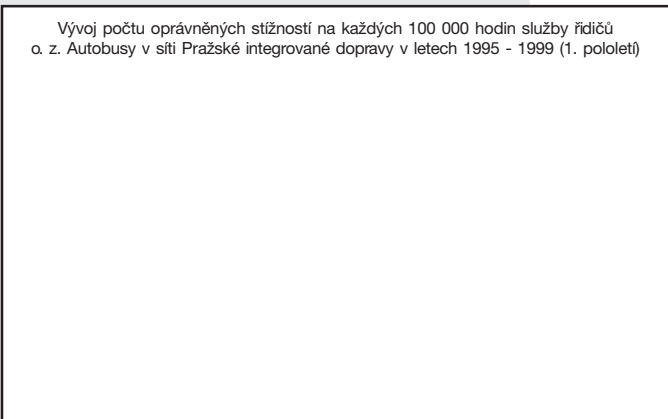 Vývoj počtu oprávněných stížností na každých 100 000 hodin služby řidičů
o. z. Autobusy v síti Pražské integrované dopravy v letech 1995 - 1999 (1. pololetí)